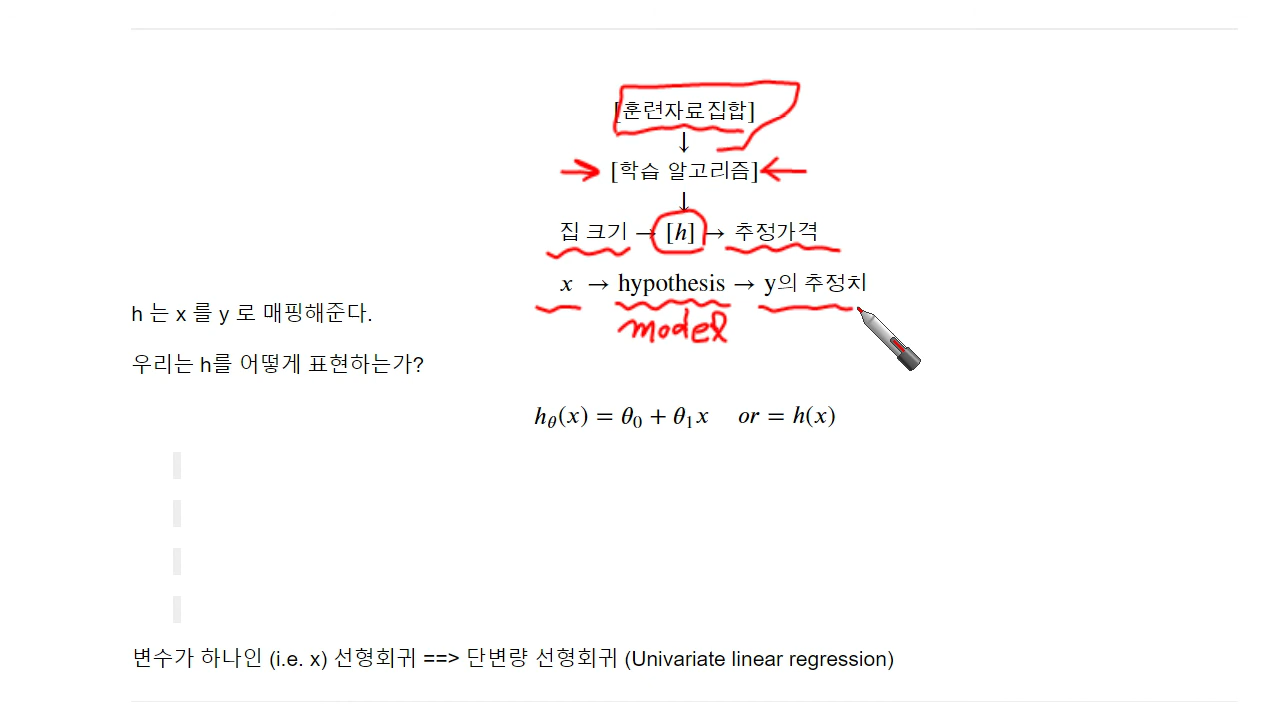 [훈련자료집합]
↓
[학습 알고리즘]
↓
집 크기 → [h] → 추정가격
x → hypothesis → y의 추정치
model
h 는 x 를 y 로 매핑해준다.
우리는 h를 어떻게 표현하는가?
hθ(x) = θ₀ + θ₁x or = h(x)
변수가 하나인 (i.e. x) 선형회귀 ==> 단변량 선형회귀 (Univariate linear regression)